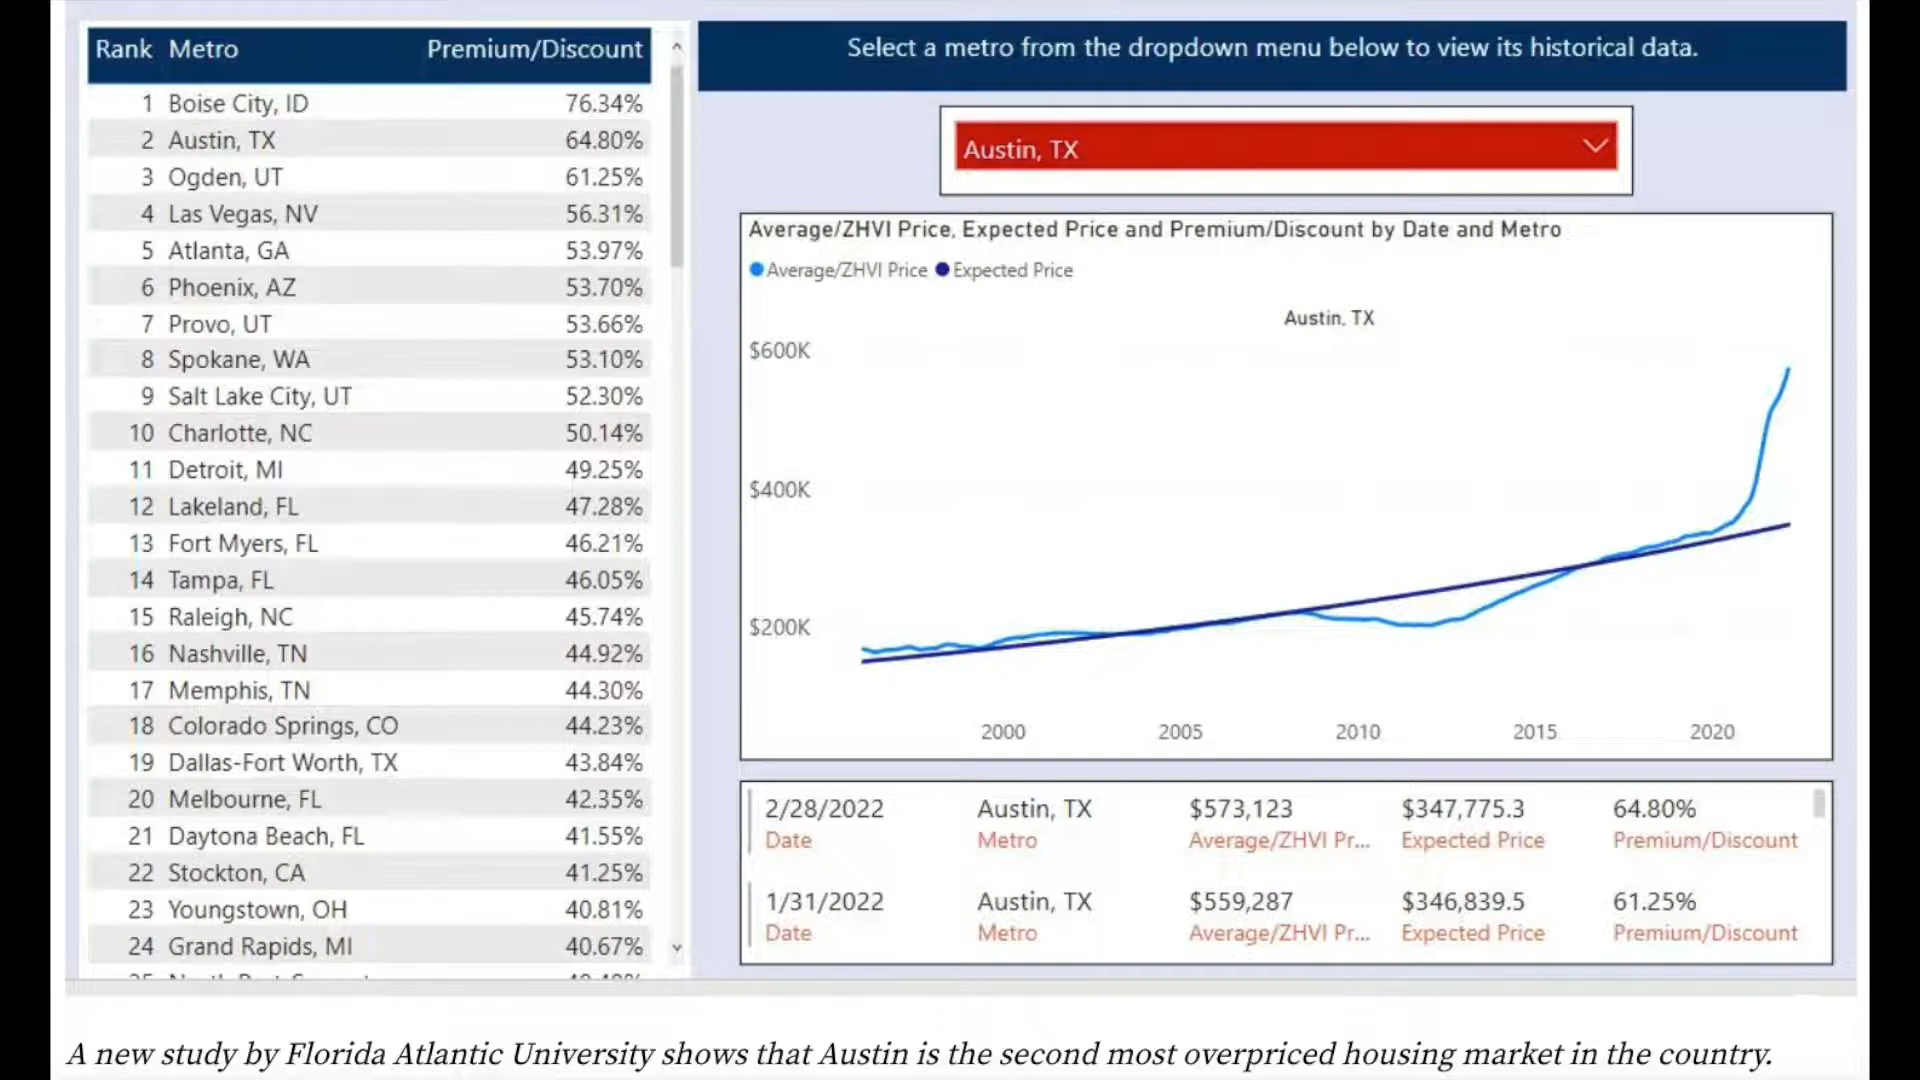 Rank Metro Premium/Discount
1 Boise City, ID 76.34%
2 Austin, TX 64.80%
3 Ogden, UT 61.25%
4 Las Vegas, NV 56.31%
5 Atlanta, GA 53.97%
6 Phoenix, AZ 53.70%
7 Provo, UT 53.66%
8 Spokane, WA 53.10%
9 Salt Lake City, UT 52.30%
10 Charlotte, NC 50.14%
11 Detroit, MI 49.25%
12 Lakeland, FL 47.28%
13 Fort Myers, FL 46.21%
14 Tampa, FL 46.05%
15 Raleigh, NC 45.74%
16 Nashville, TN 44.92%
17 Memphis, TN 44.30%
18 Colorado Springs, CO 44.23%
19 Dallas-Fort Worth, TX 43.84%
20 Melbourne, FL 42.35%
21 Daytona Beach, FL 41.55%
22 Stockton, CA 41.25%
23 Youngstown, OH 40.81%
24 Grand Rapids, MI 40.67%
Select a metro from the dropdown menu below to view its historical data.
Austin, TX
Average/ZHVI Price, Expected Price and Premium/Discount by Date and Metro
Average/ZHVI Price Expected Price
Austin, TX
$600K
$400K
$200K
2000 2005 2010 2015 2020
2/28/2022 Austin, TX $573,123 $347,775.3 64.80%
Date Metro Average/ZHVI Pr... Expected Price Premium/Discount
1/31/2022 Austin, TX $559,287 $346,839.5 61.25%
Date Metro Average/ZHVI Pr... Expected Price Premium/Discount
A new study by Florida Atlantic University shows that Austin is the second most overpriced housing market in the country.